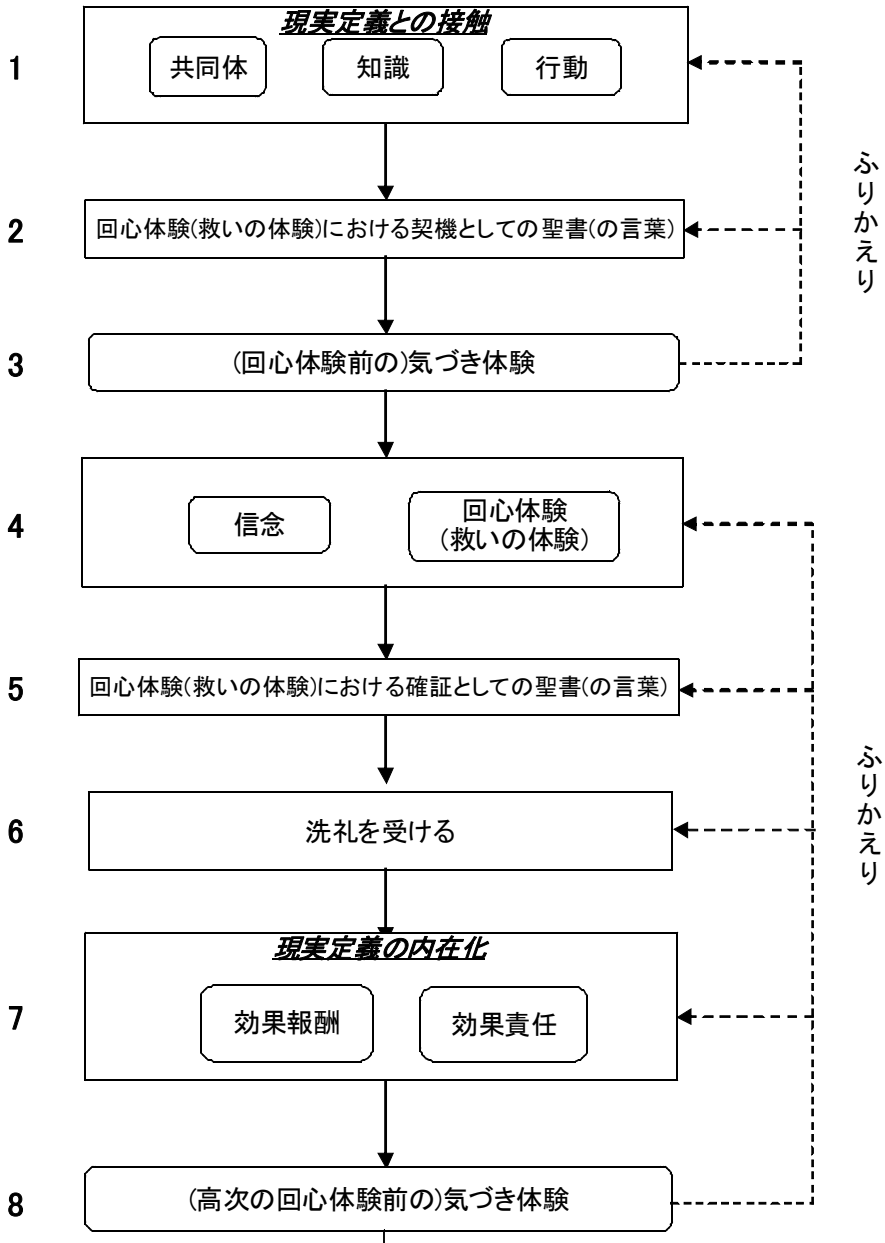 現実定義との接触
1
共同体
知識
行動
ふりかえり
2
回心体験(救いの体験)における契機としての聖書(の言葉)
3
(回心体験前の)気づき体験
4
信念
回心体験
(救いの体験)
5
回心体験(救いの体験)における確証としての聖書(の言葉)
ふりかえり
6
洗礼を受ける
現実定義の内在化
7
効果報酬
効果責任
8
(高次の回心体験前の)気づき体験